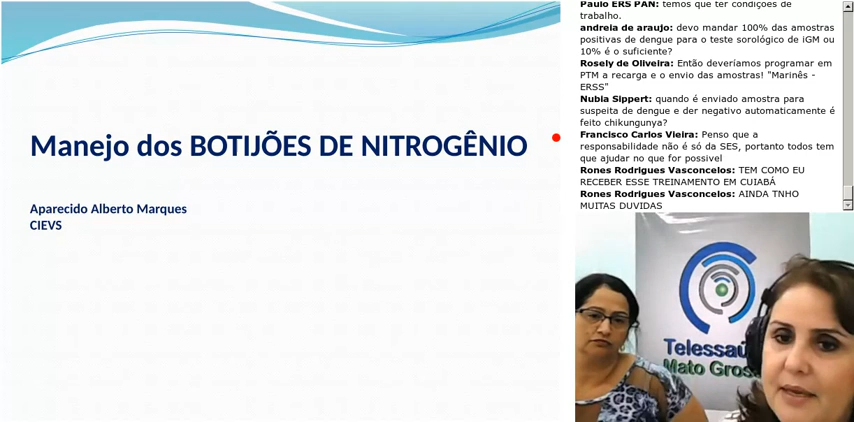 Manejo dos BOTIJÕES DE NITROGÊNIO
Aparecido Alberto Marques
CIEVS
Paulo ERS PAN: temos que ter condições de
trabalho.
andreia de araujo: devo mandar 100% das amostras
positivas de dengue para o teste sorológico de iGM ou
10% é o suficiente?
Rosely de Oliveira: Então deveríamos programar em
PTM a recarga e o envio das amostras! "Marinês -
ERSS"
Nubia Sippert: quando é enviado amostra para
suspeita de dengue e der negativo automaticamente é
feito chikungunya?
Francisco Carlos Vieira: Penso que a
responsabilidade não é só da SES, portanto todos tem
que ajudar no que for possivel
Rones Rodrigues Vasconcelos: TEM COMO EU
RECEBER ESSE TREINAMENTO EM CUIABÁ
Rones Rodrigues Vasconcelos: AINDA TNHO
MUITAS DUVIDAS
Telessaú
Mato Gros